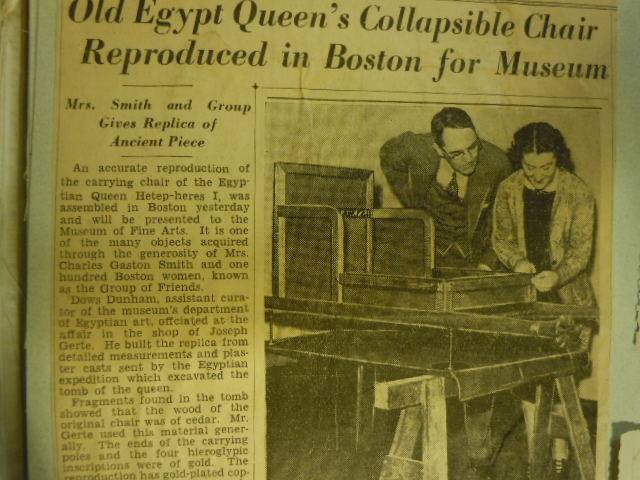 Old Egypt Queen's Collapsible Chair
Reproduced in Boston for Museum
Mrs. Smith and Group
Gives Replica of
Ancient Piece
An accurate reproduction of
the carrying chair of the Egyp-
tian Queen Hetep-heres I, was
assembled in Boston yesterday
and will be presented to the
Museum of Fine Arts. It is one
of the many objects acquired
through the generosity of Mrs.
Charles Gaston Smith and one
hundred Boston women, known
as the Group of Friends.
Dows Dunham, assistant cura-
tor of the museum's department
of Egyptian art, offciated at the
affair in the shop of Joseph
Gerte. He built the replica from
detailed measurements and plas-
ter casts sent by the Egyptian
expedition which excavated the
tomb of the queen.
Fragments found in the tomb
showed that the wood of the
original chair was of cedar. Mr.
Gerte used this material gener-
ally. The ends of the carrying
poles and the four hieroglyphic
inscriptions were of gold. The
reproduction has gold-plated cop-